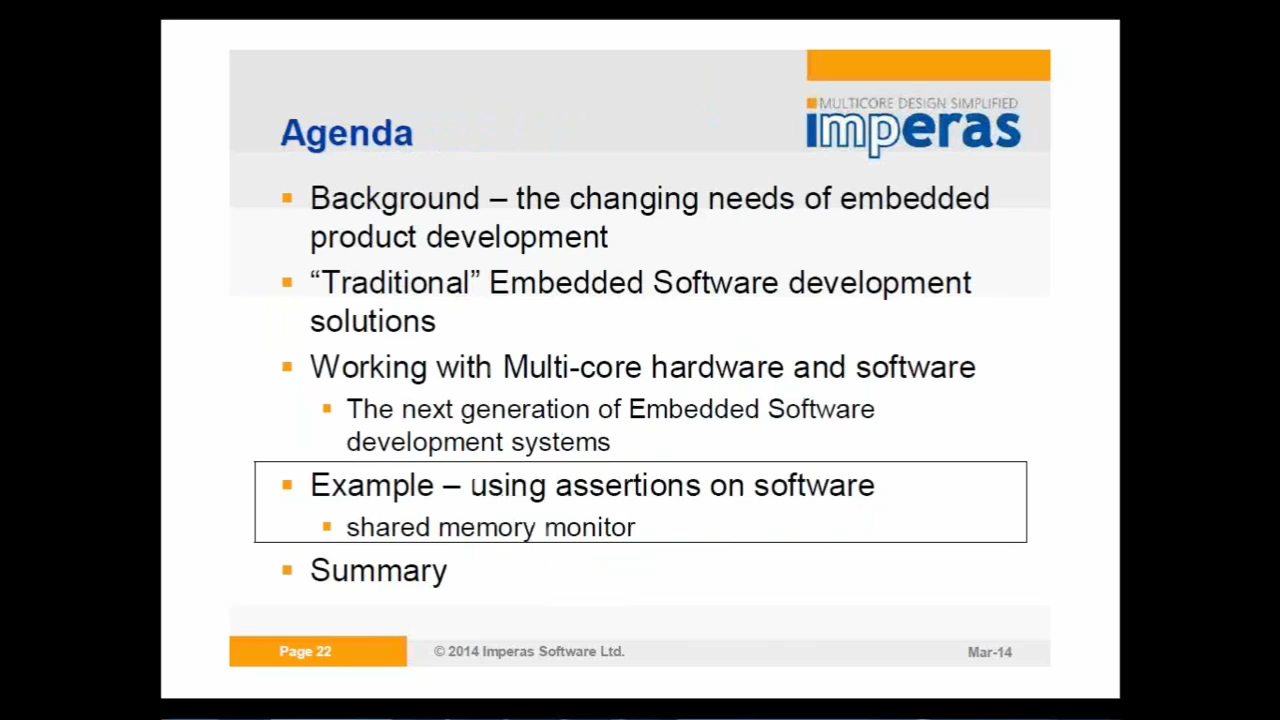 MULTICORE DESIGN SIMPLIFIED
imperas
Agenda
Background – the changing needs of embedded
product development
“Traditional” Embedded Software development
solutions
Working with Multi-core hardware and software
The next generation of Embedded Software
development systems
Example – using assertions on software
shared memory monitor
Summary
Page 22
© 2014 Imperas Software Ltd.
Mar-14